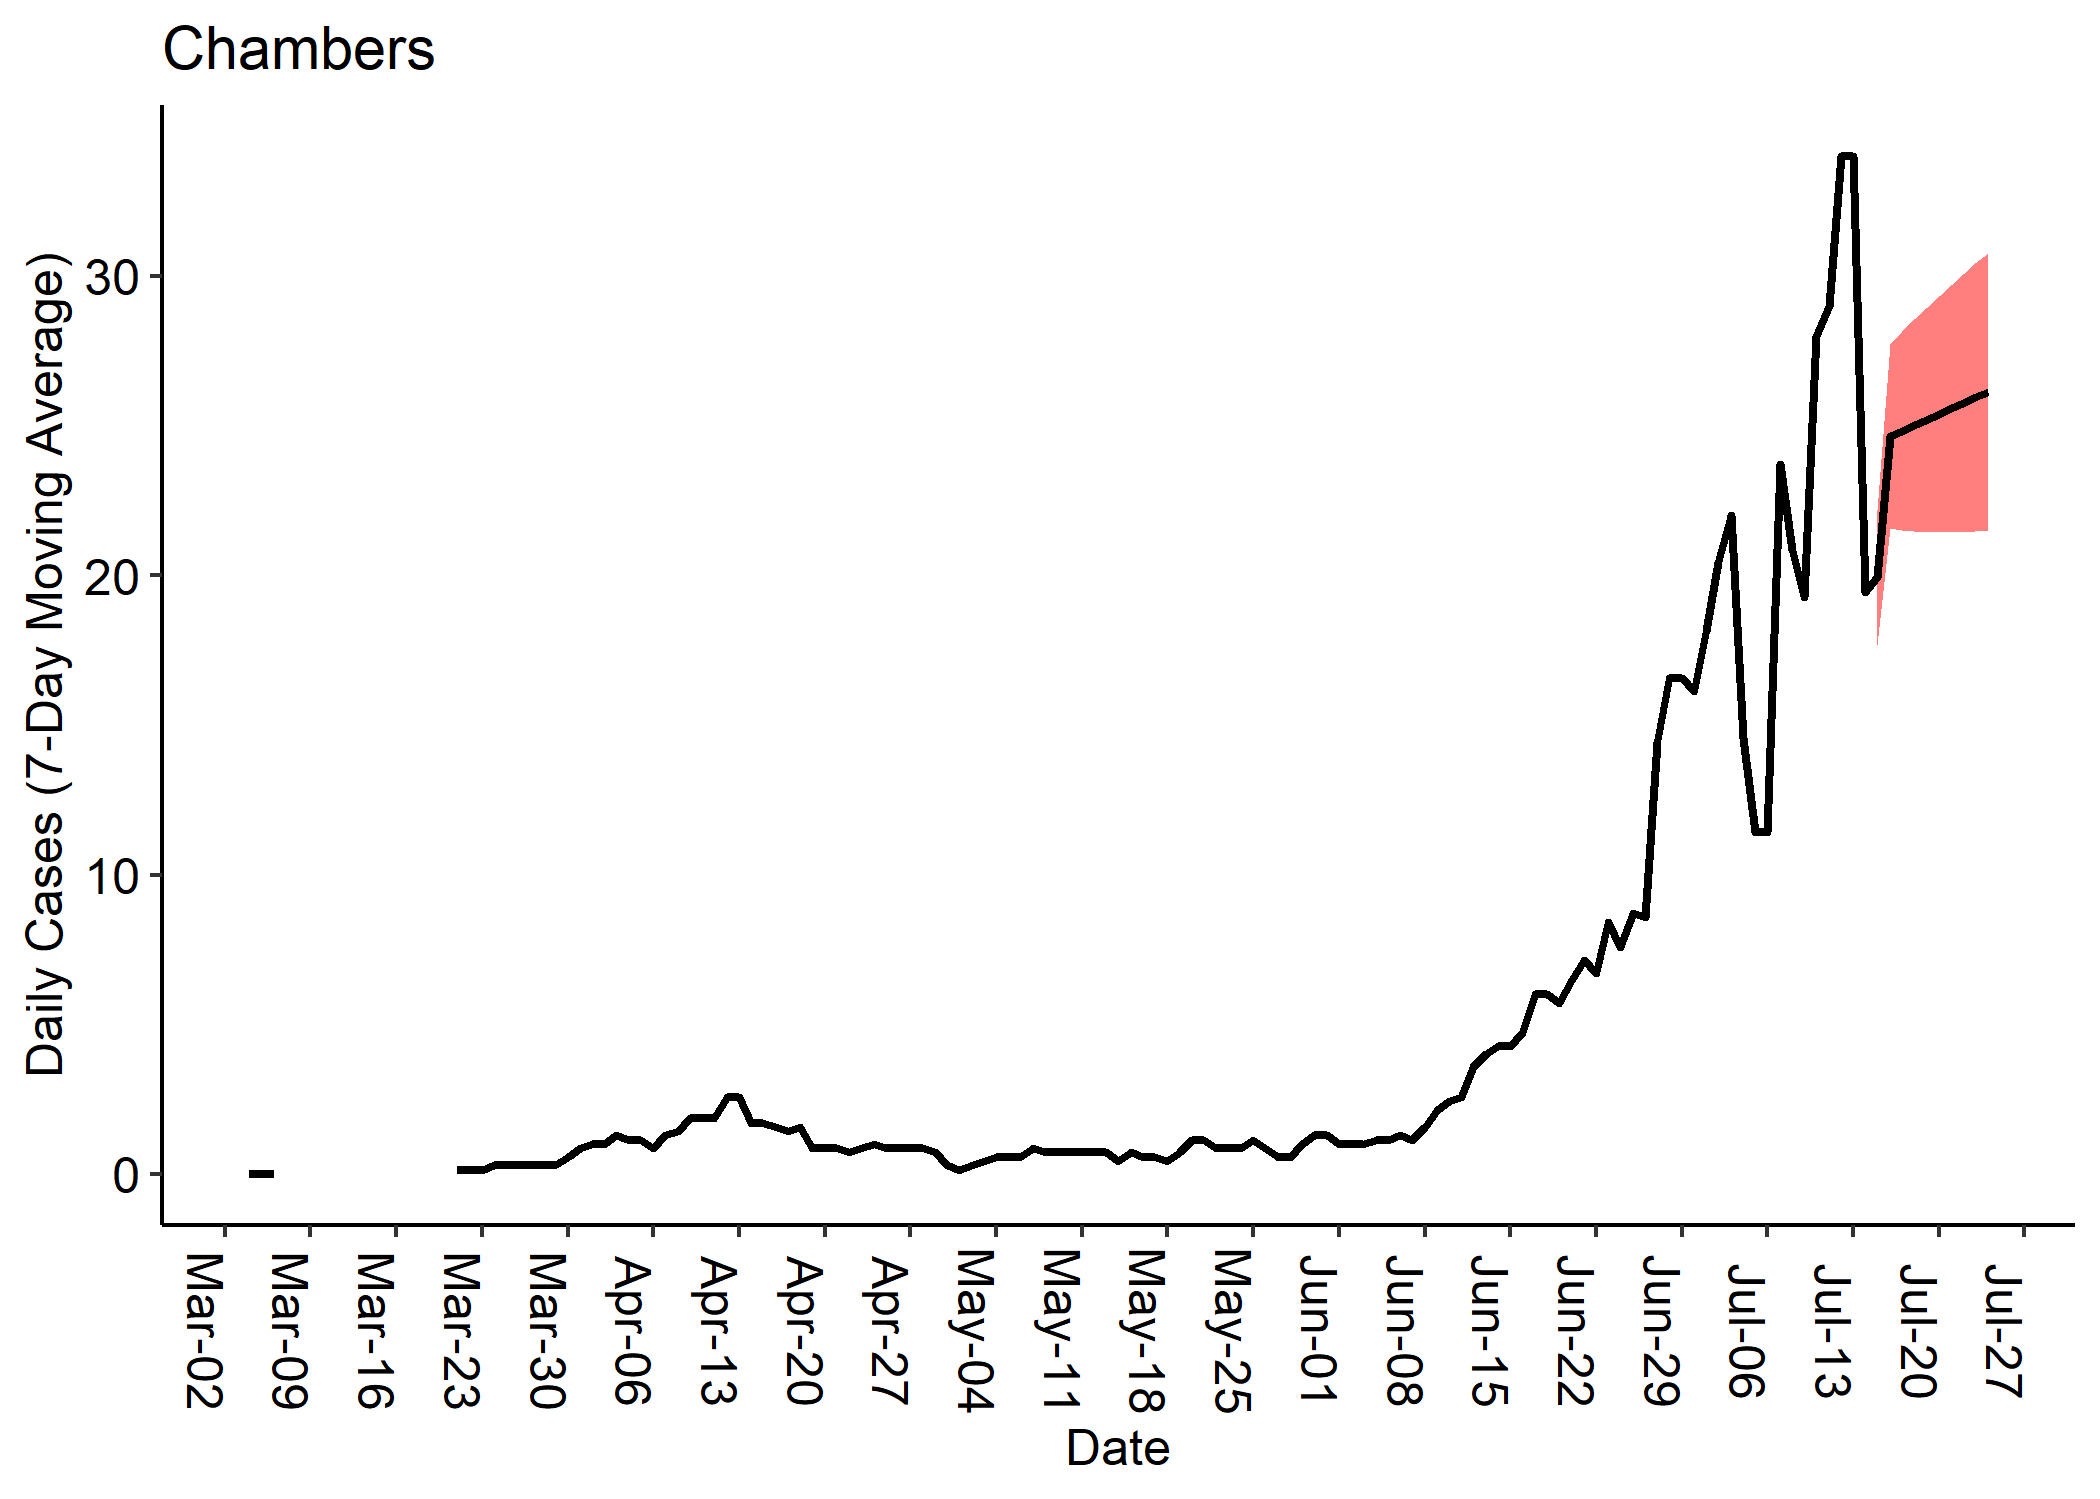 Chambers
Daily Cases (7-Day Moving Average)
30
20
10
0
Mar-02
Mar-09
Mar-16
Mar-23
Mar-30
Apr-06
Apr-13
Apr-20
Apr-27
May-04
May-11
May-18
May-25
Jun-01
Jun-08
Jun-15
Jun-22
Jun-29
Jul-06
Jul-13
Jul-20
Jul-27
Date